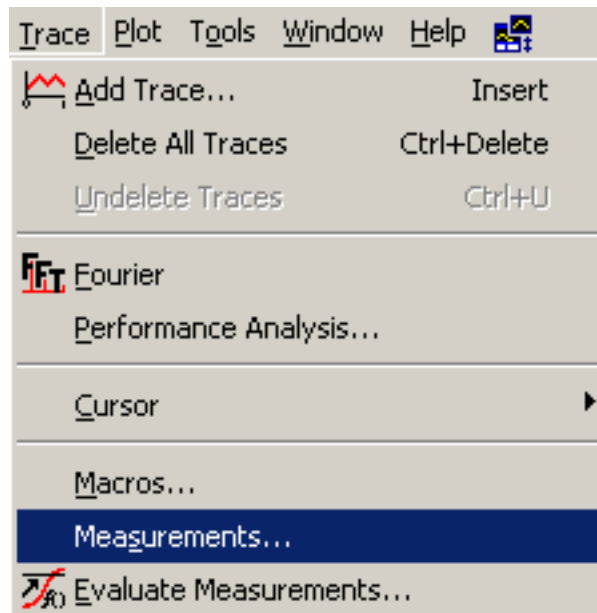 Trace Plot Tools Window Help
Add Trace... Insert
Delete All Traces Ctrl+Delete
Undelete Traces Ctrl+U
FFT Fourier
Performance Analysis...
Cursor
Macros...
Measurements...
f(x) Evaluate Measurements...